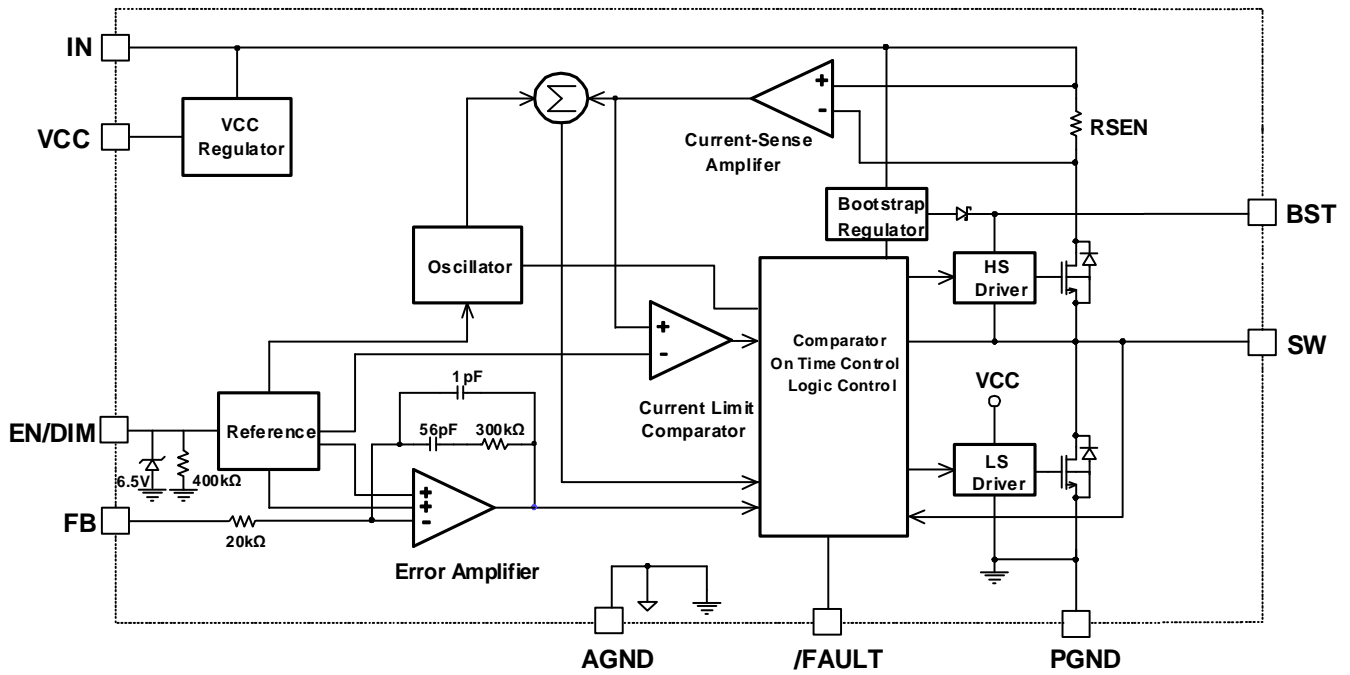 IN
VCC
VCC
Regulator
Σ
+
-
Current-Sense
Amplifer
RSEN
Bootstrap
Regulator
BST
Oscillator
HS
Driver
+
-
Current Limit
Comparator
Comparator
On Time Control
Logic Control
SW
VCC
1pF
56pF
300kΩ
EN/DIM
Reference
6.5V
400kΩ
LS
Driver
FB
20kΩ
+
+
-
Error Amplifier
AGND
/FAULT
PGND